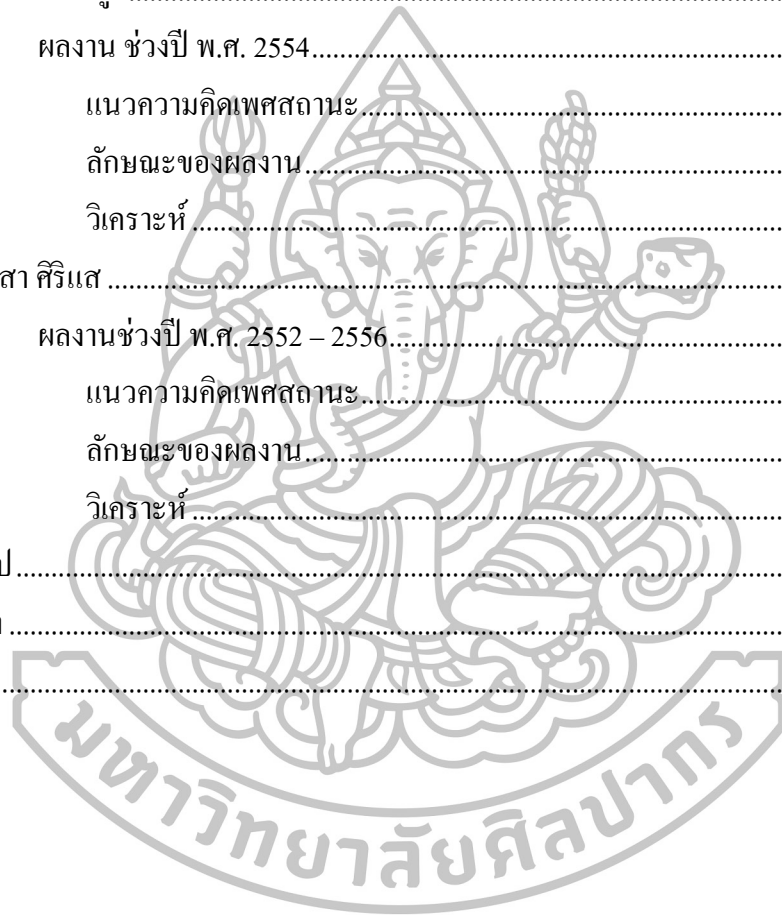 ผลงาน ช่วงปี พ.ศ. 2554................................................................
แนวความคิดเพศสถานะ................................................................
ลักษณะของผลงาน................................................................
วิเคราะห์................................................................
สา ศิริแส................................................................
ผลงานช่วงปี พ.ศ. 2552 – 2556................................................................
แนวความคิดเพศสถานะ................................................................
ลักษณะของผลงาน................................................................
วิเคราะห์................................................................
มหาวิทยาลัยศิลปากร